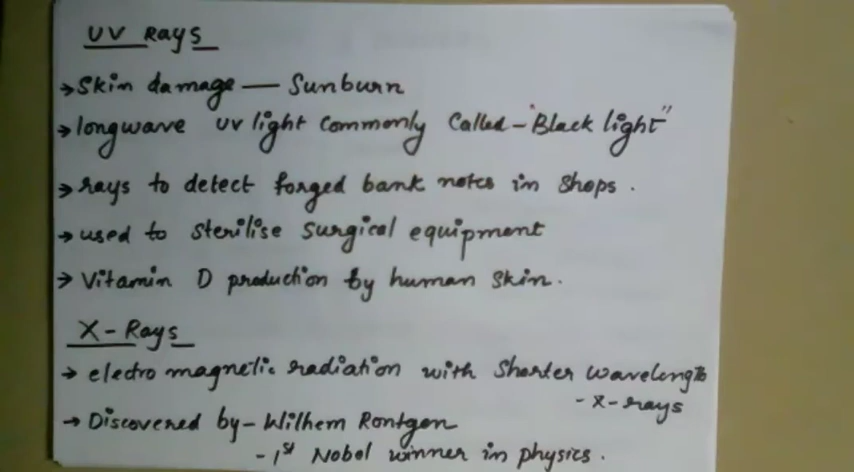 UV Rays
→ Skin damage — Sunburn
→ longwave UV light commonly called - "Black light"
→ rays to detect forged bank notes in shops.
→ used to sterilise surgical equipment
→ Vitamin D production by human skin.
X-Rays
→ electro magnetic radiation with shorter wavelength
- X-rays
→ Discovered by - Wilhem Rontgen
- 1st Nobel winner in physics.